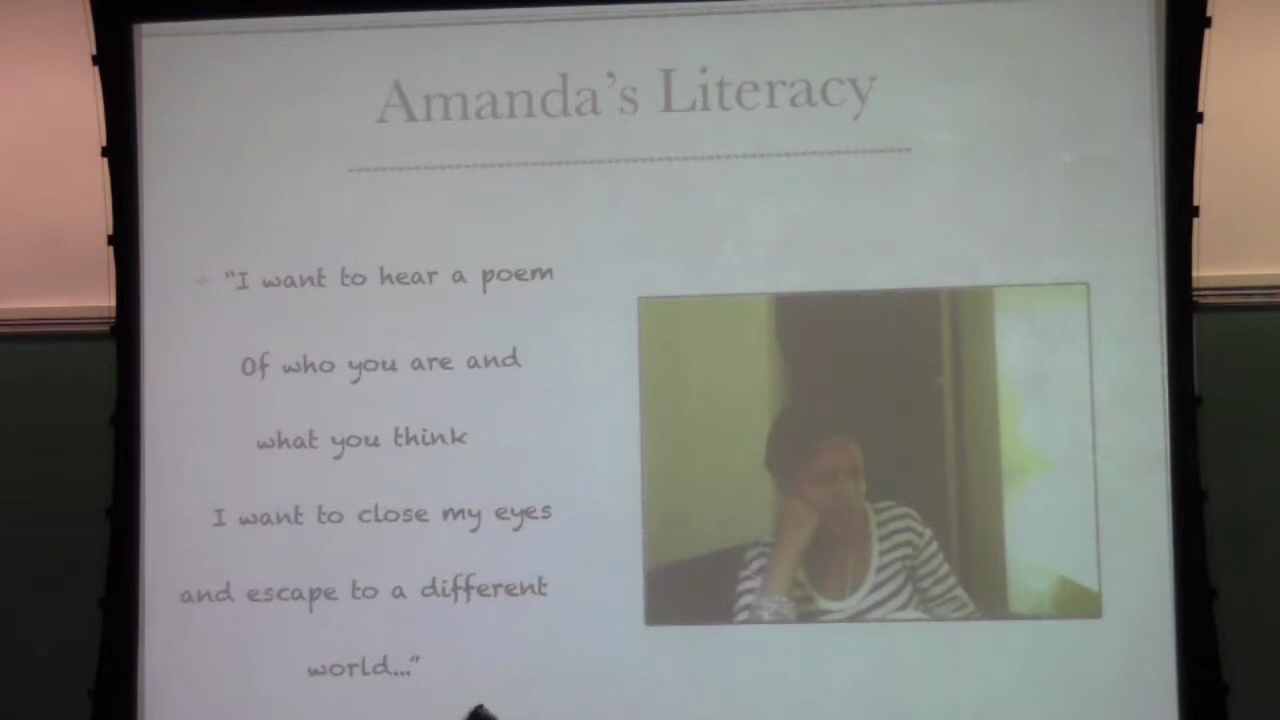 Amanda's Literacy
"I want to hear a poem
Of who you are and
what you think
I want to close my eyes
and escape to a different
world..."